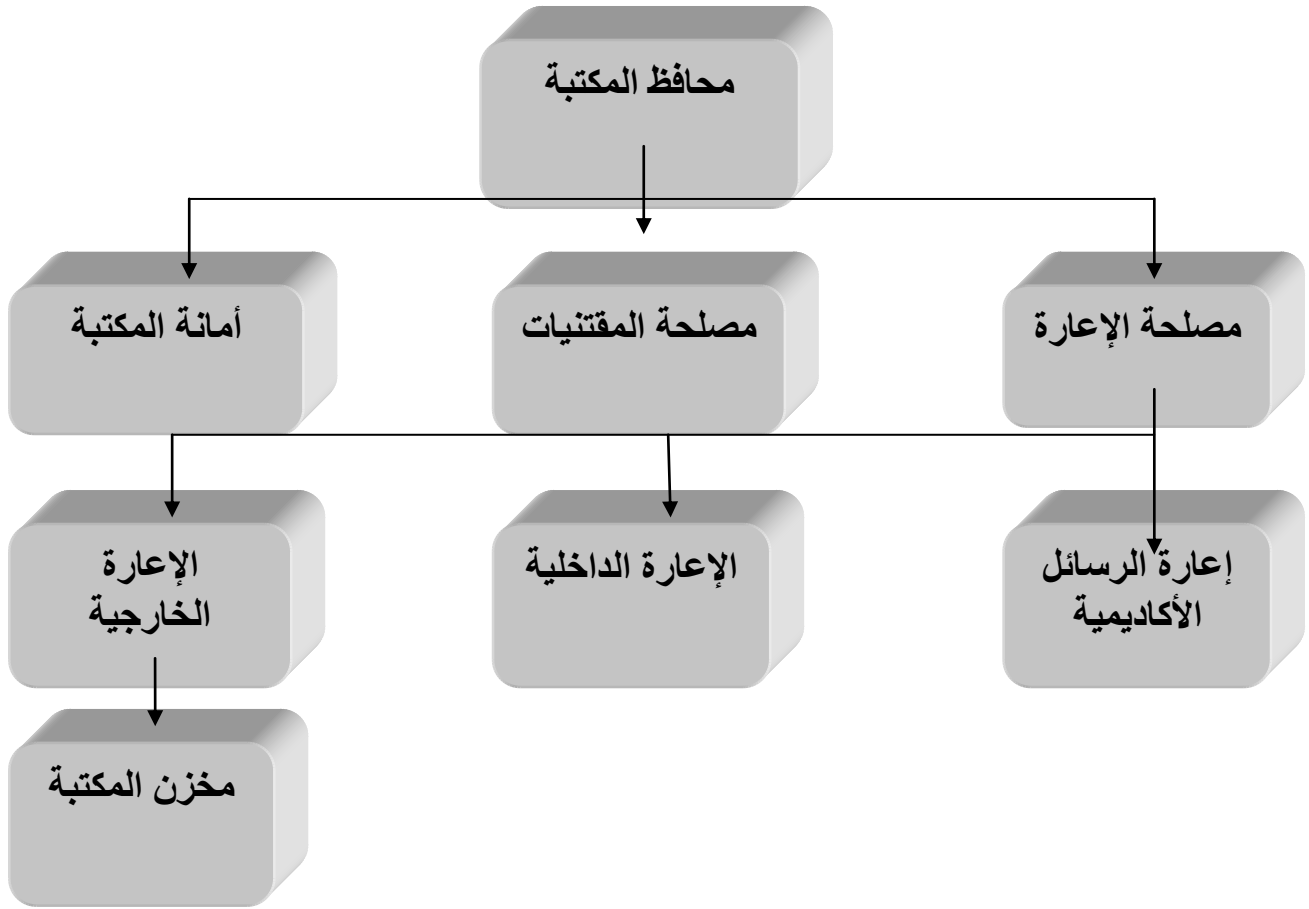 محافظ المكتبة
مصلحة الإعارة
مصلحة المقتنيات
أمانة المكتبة
إعارة الرسائل
الأكاديمية
الإعارة الداخلية
الإعارة
الخارجية
مخزن المكتبة